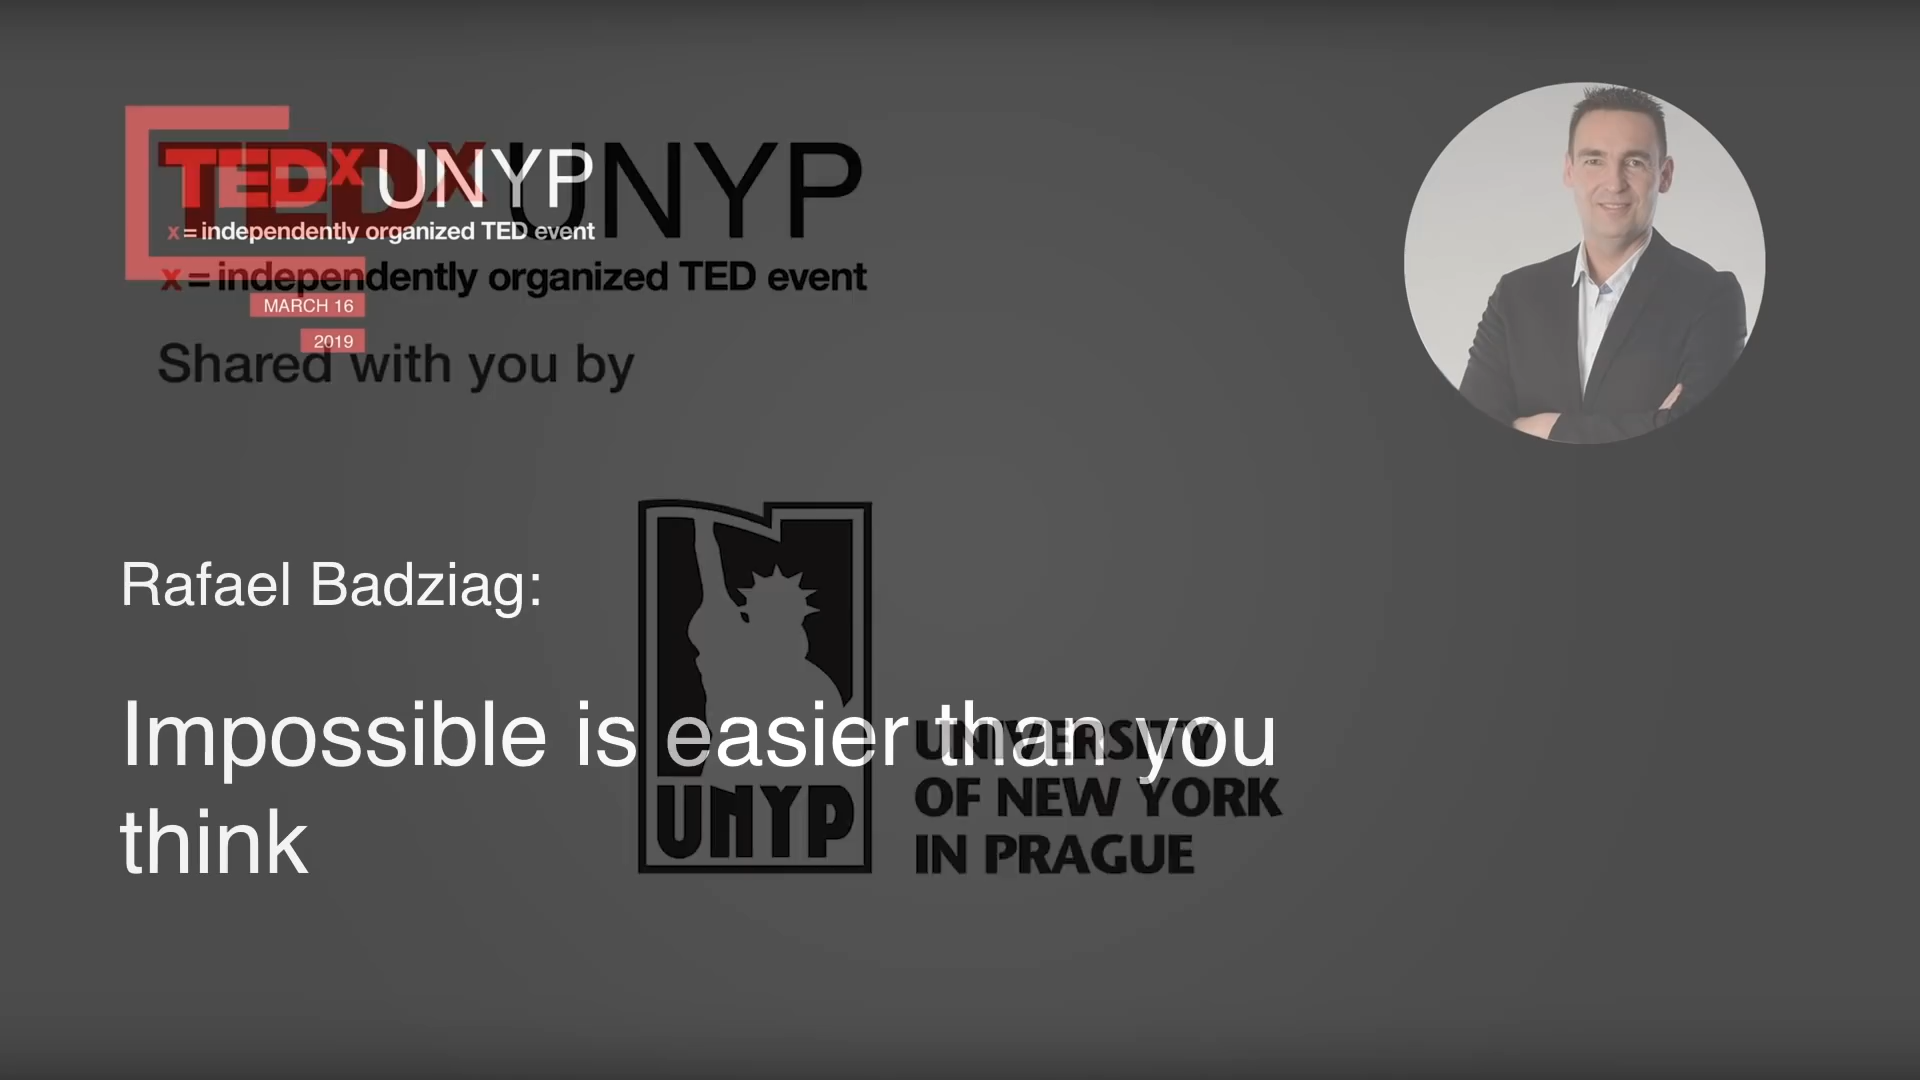 TEDxUNYP
x = independently organized TED event
TEDxUNYP
x = independently organized TED event
MARCH 16
2019
Shared with you by
Rafael Badziag:
Impossible is easier than you
think
UNYP
UNIVERSITY
OF NEW YORK
IN PRAGUE